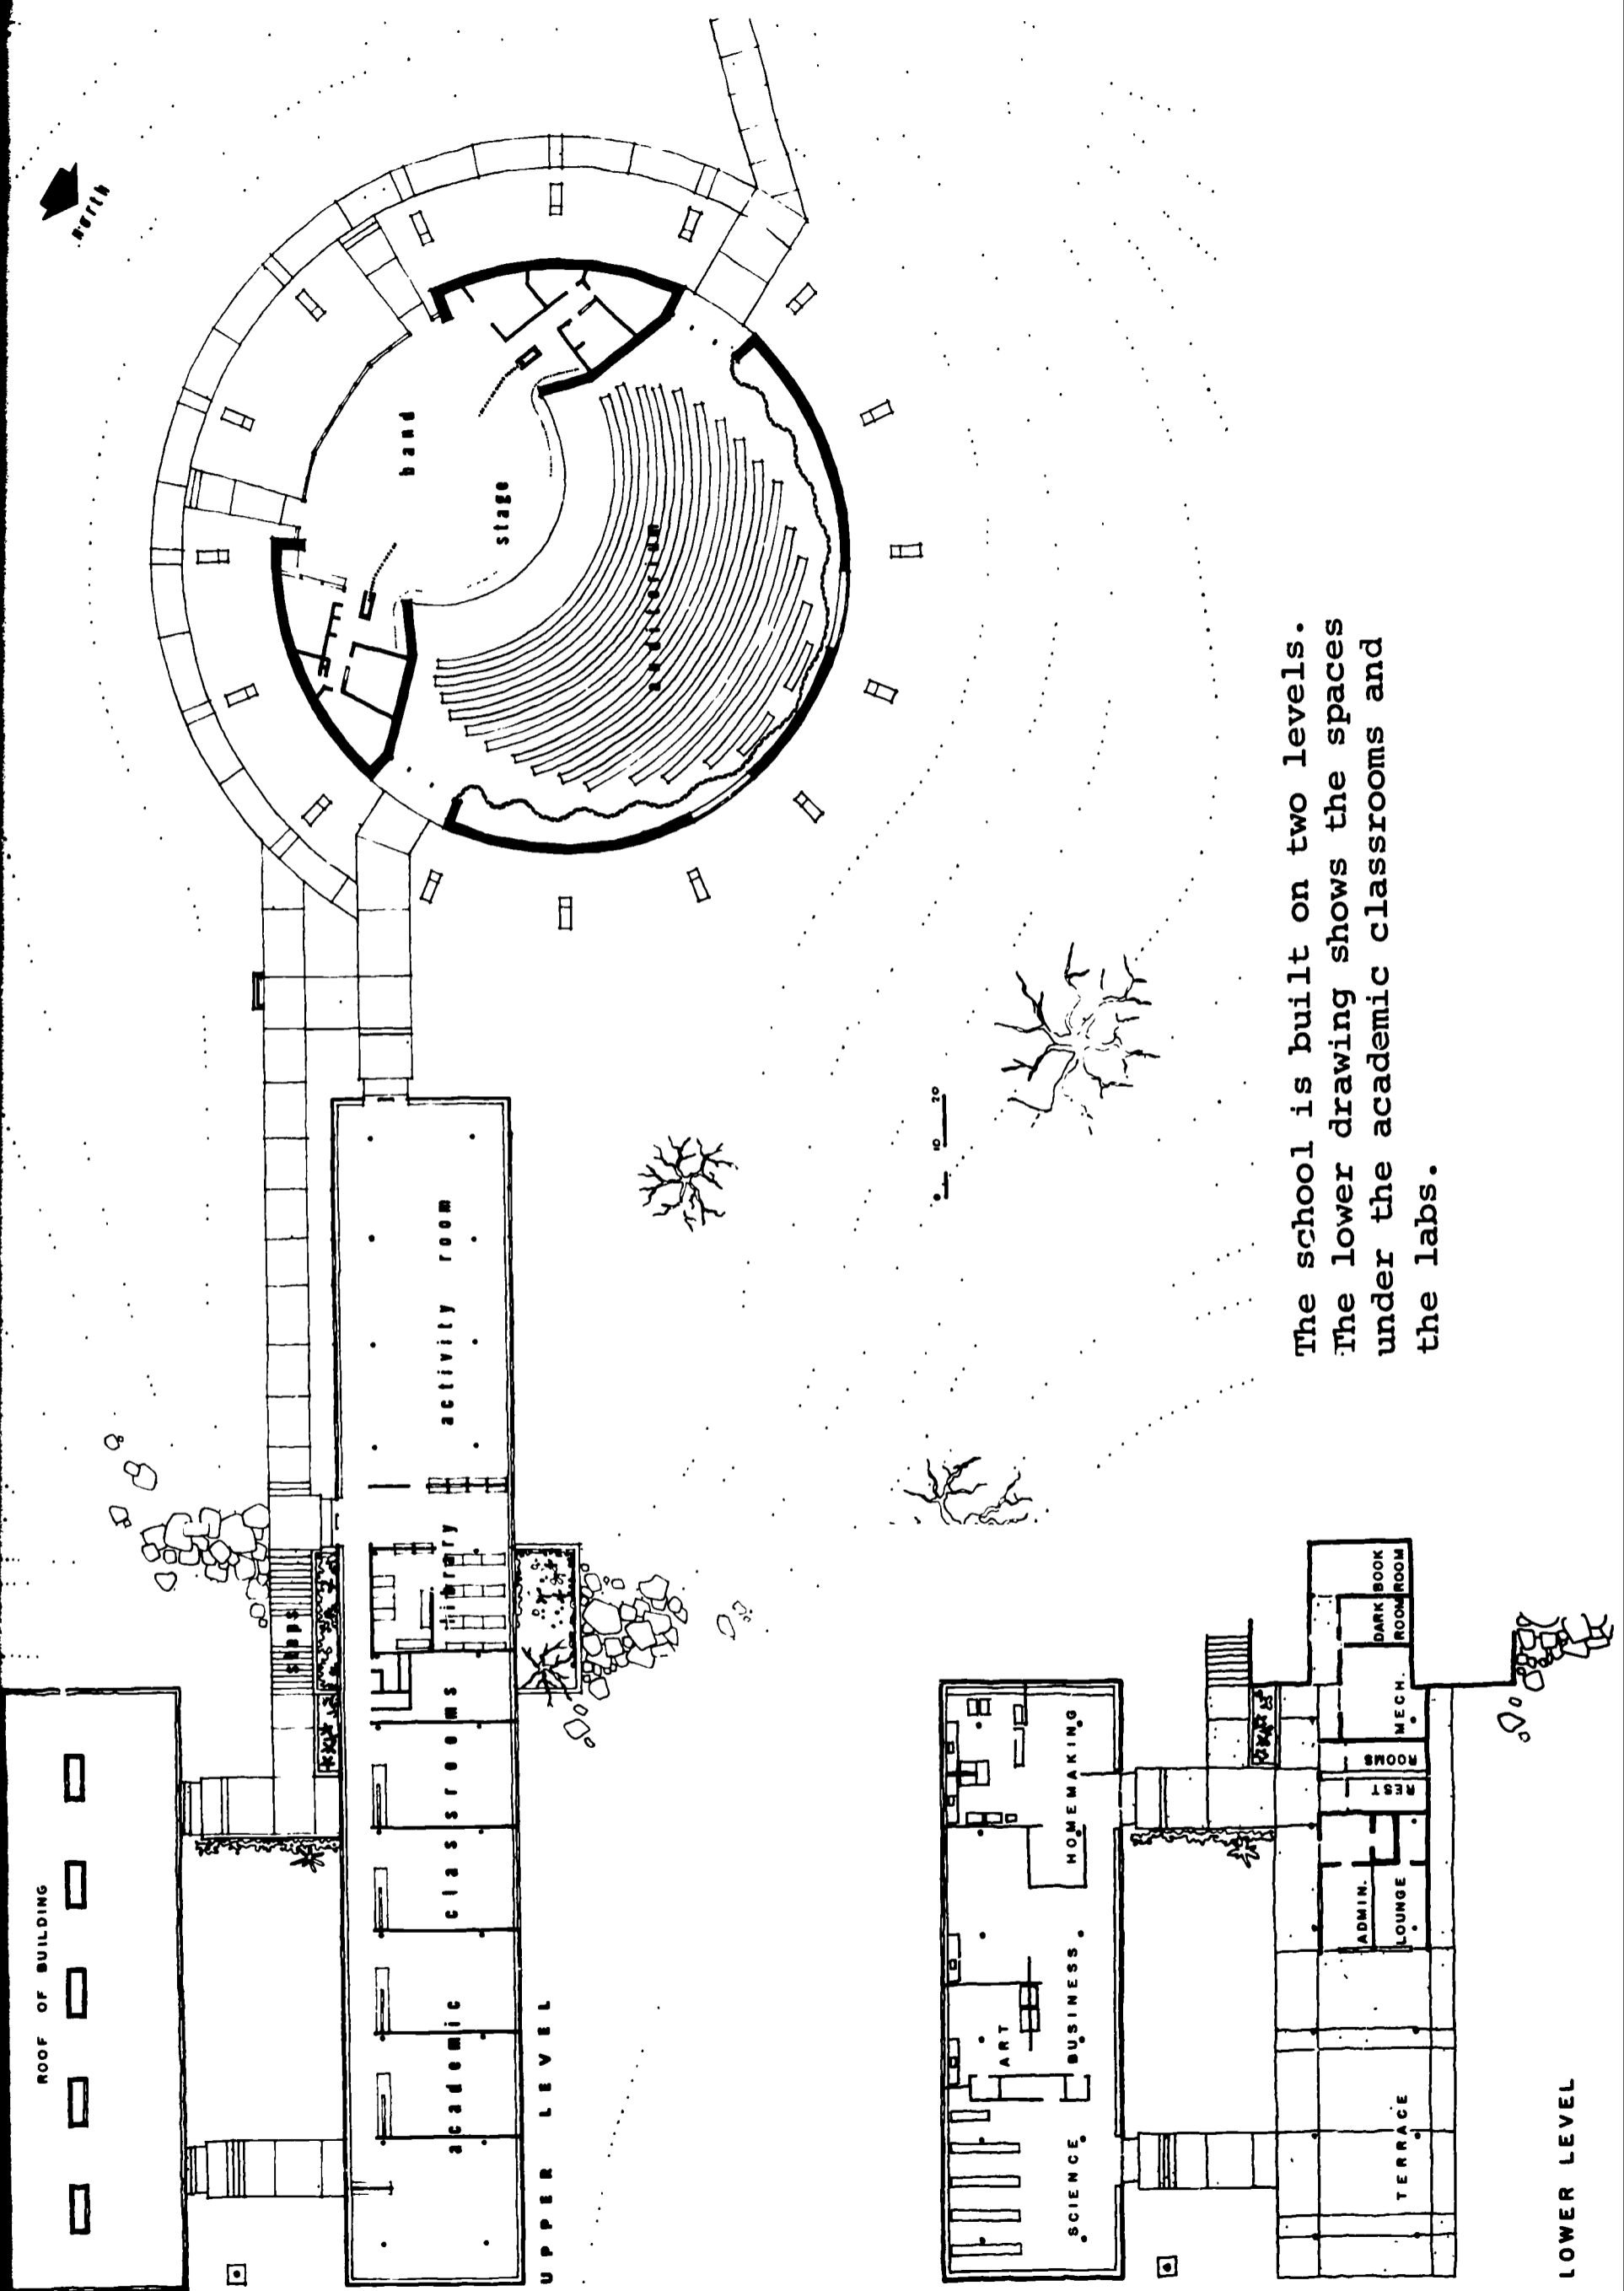 north
band
stage
auditorium
activity room
library
shops
academic classrooms
ROOF OF BUILDING
UPPER LEVEL
0 10 20
The school is built on two levels.
The lower drawing shows the spaces
under the academic classrooms and
the labs.
HOMEMAKING
ART
BUSINESS
SCIENCE
DARK ROOM
BOOK ROOM
MECH.
REST ROOMS
ADMIN.
LOUNGE
TERRACE
LOWER LEVEL